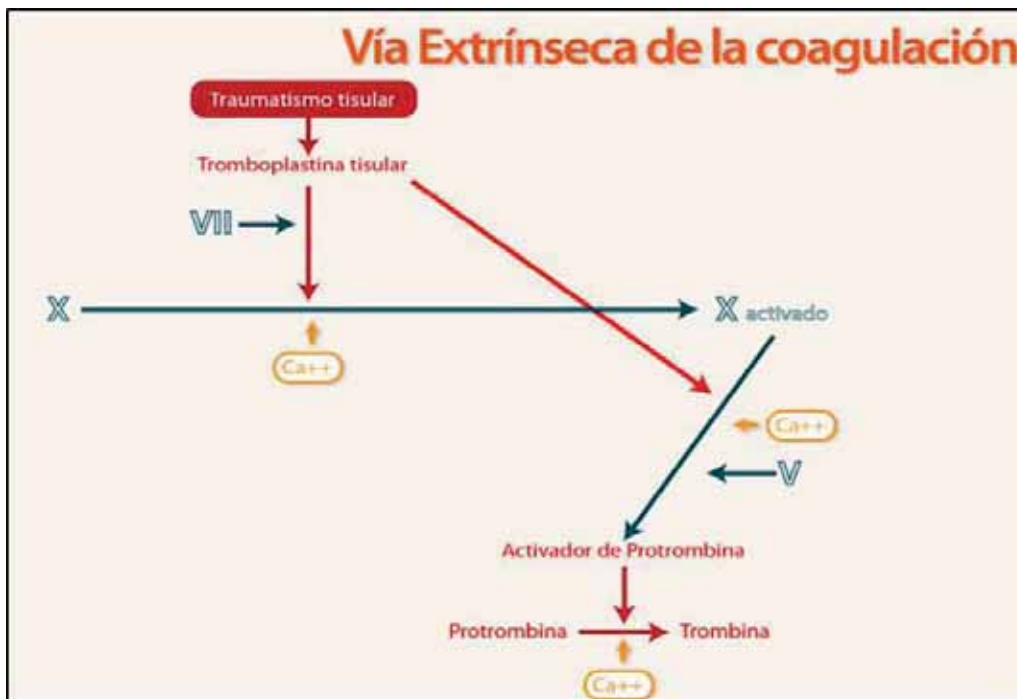 Vía Extrínseca de la coagulación
Traumatismo tisular
Tromboplastina tisular
VII
X
X activado
Ca++
Ca++
V
Activador de Protrombina
Protrombina
Trombina
Ca++